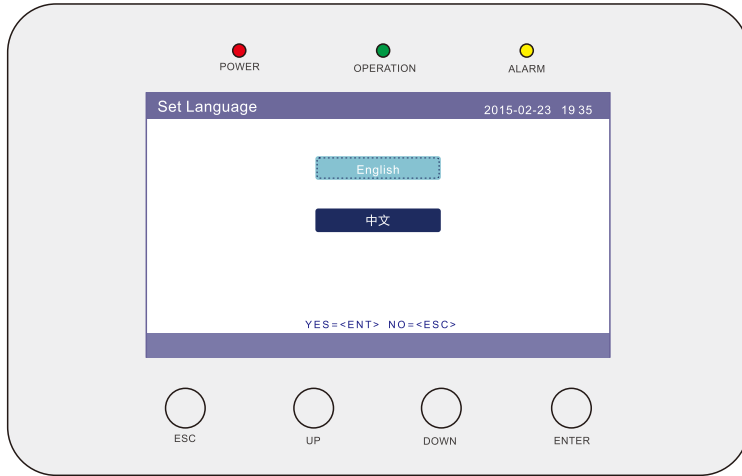 POWER OPERATION ALARM
Set Language 2015-02-23 19 35
English
中文
YES=<ENT> NO=<ESC>
ESC UP DOWN ENTER